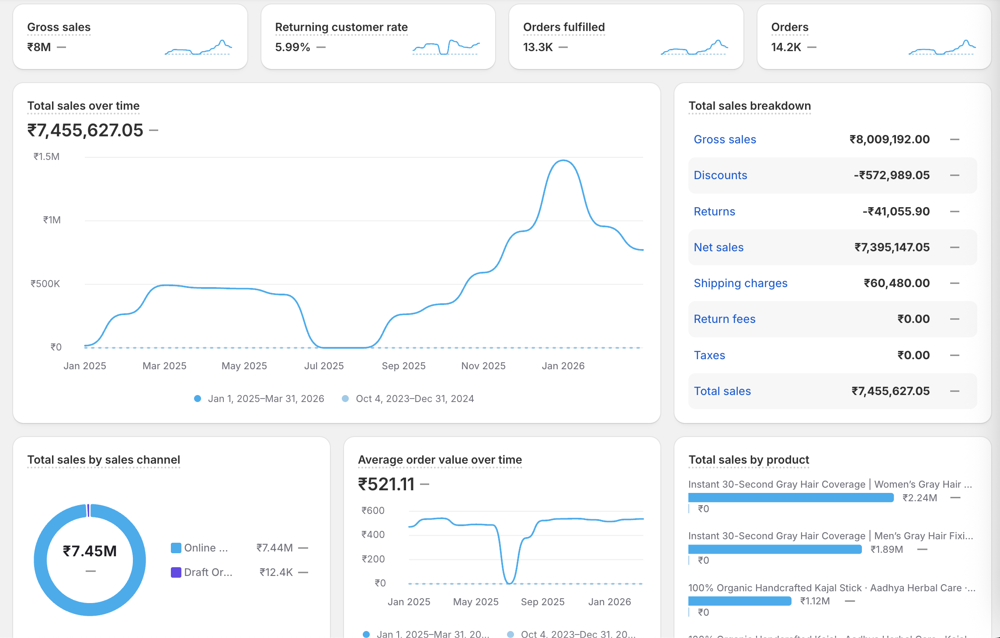 Gross sales
₹8M —
Returning customer rate
5.99% —
Orders fulfilled
13.3K —
Orders
14.2K —
Total sales over time
₹7,455,627.05 —
₹1.5M
₹1M
₹500K
₹0
Jan 2025 Mar 2025 May 2025 Jul 2025 Sep 2025 Nov 2025 Jan 2026
Jan 1, 2025–Mar 31, 2026 Oct 4, 2023–Dec 31, 2024
Total sales breakdown
Gross sales ₹8,009,192.00 —
Discounts -₹572,989.05 —
Returns -₹41,055.90 —
Net sales ₹7,395,147.05 —
Shipping charges ₹60,480.00 —
Return fees ₹0.00 —
Taxes ₹0.00 —
Total sales ₹7,455,627.05 —
Total sales by sales channel
₹7.45M
—
Online ... ₹7.44M —
Draft Or... ₹12.4K —
Average order value over time
₹521.11 —
₹600
₹400
₹200
₹0
Jan 2025 May 2025 Sep 2025 Jan 2026
Jan 1, 2025–Mar 31, 20... Oct 4, 2023–Dec 31, 20...
Total sales by product
Instant 30-Second Gray Hair Coverage | Women’s Gray Hair ...
₹2.24M —
₹0
Instant 30-Second Gray Hair Coverage | Men’s Gray Hair Fixi...
₹1.89M —
₹0
100% Organic Handcrafted Kajal Stick · Aadhya Herbal Care ·...
₹1.12M —
₹0